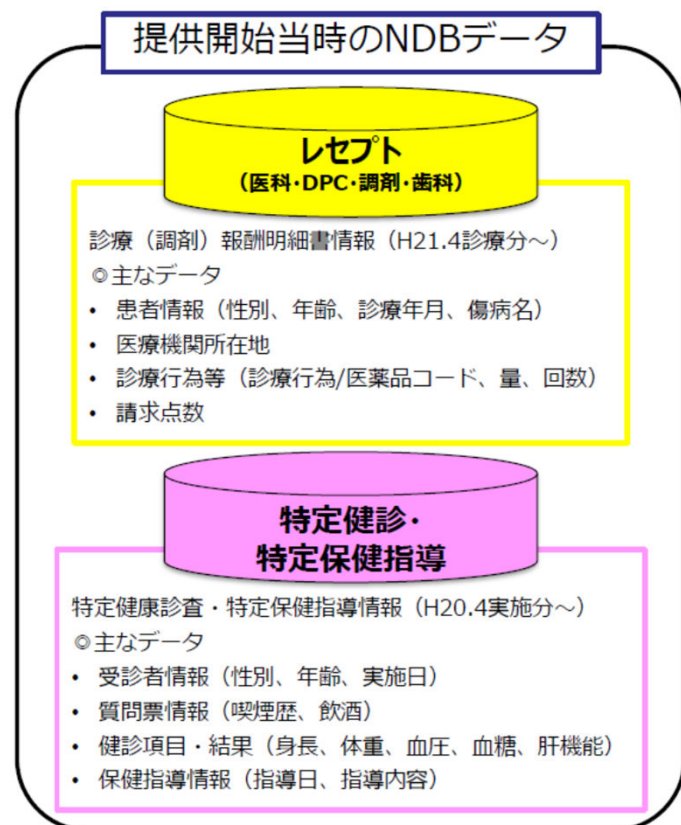 提供開始当時のNDBデータ
レセプト
（医科・DPC・調剤・歯科）
診療（調剤）報酬明細書情報（H21.4診療分～）
◎主なデータ
• 患者情報（性別、年齢、診療年月、傷病名）
• 医療機関所在地
• 診療行為等（診療行為/医薬品コード、量、回数）
• 請求点数
特定健診・
特定保健指導
特定健康診査・特定保健指導情報（H20.4実施分～）
◎主なデータ
• 受診者情報（性別、年齢、実施日）
• 質問票情報（喫煙歴、飲酒）
• 健診項目・結果（身長、体重、血圧、血糖、肝機能）
• 保健指導情報（指導日、指導内容）